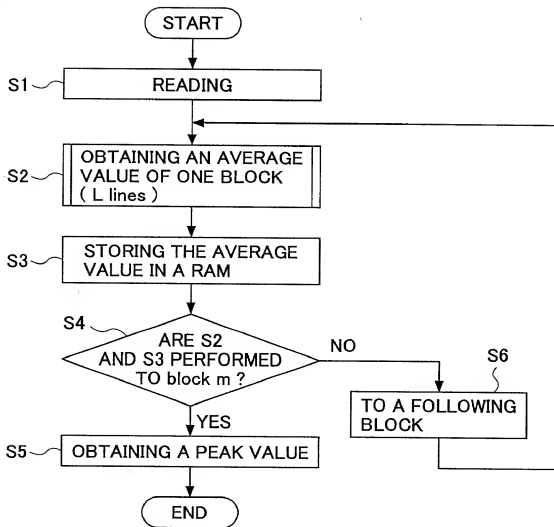 START
S1
READING
S2
OBTAINING AN AVERAGE
VALUE OF ONE BLOCK
( L lines )
S3
STORING THE AVERAGE
VALUE IN A RAM
S4
ARE S2
AND S3 PERFORMED
TO block m ?
NO
S6
TO A FOLLOWING
BLOCK
YES
S5
OBTAINING A PEAK VALUE
END